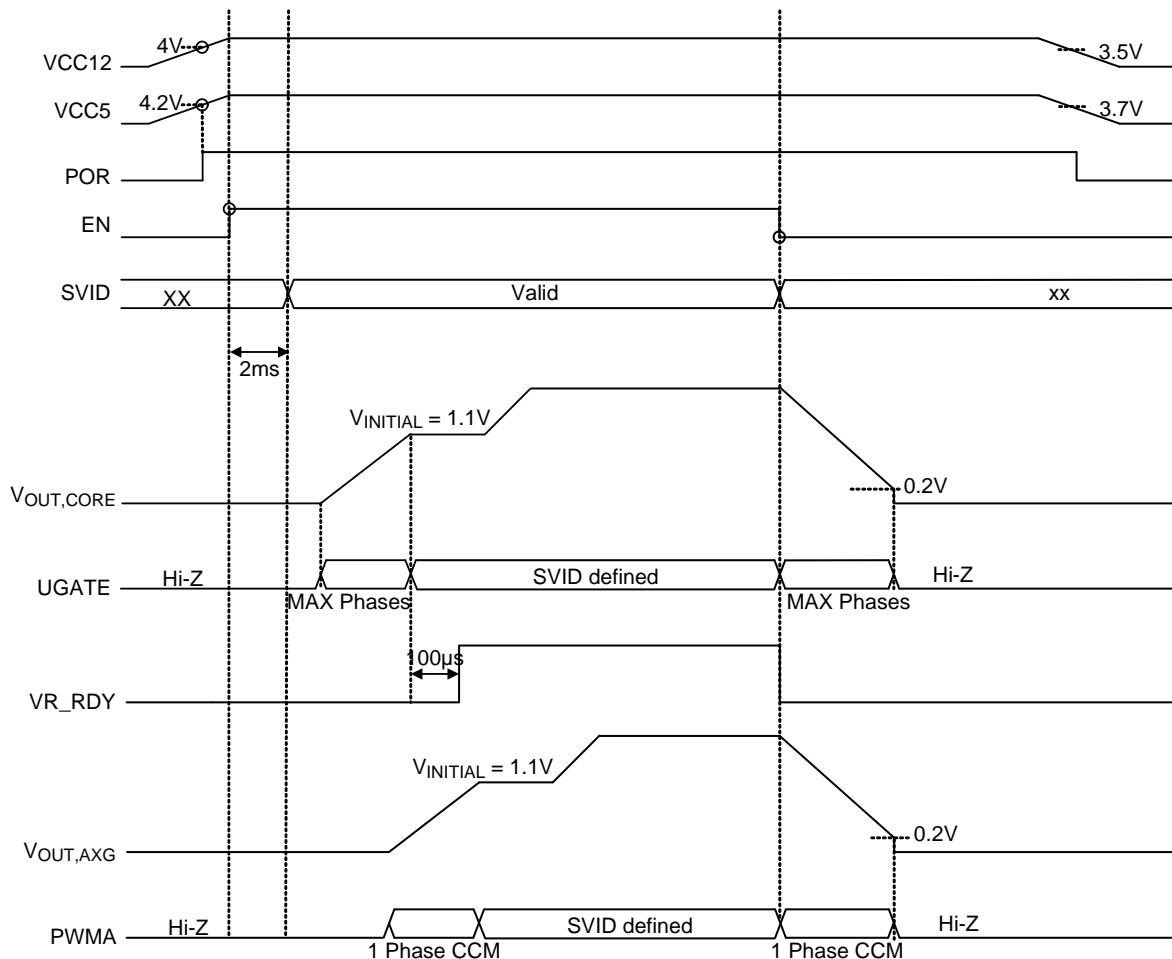 4V
VCC12
3.5V
4.2V
VCC5
3.7V
POR
EN
SVID
XX
Valid
xx
2ms
VINITIAL = 1.1V
VOUT,CORE
0.2V
UGATE
Hi-Z
MAX Phases
SVID defined
MAX Phases
Hi-Z
100µs
VR_RDY
VINITIAL = 1.1V
VOUT,AXG
0.2V
PWMA
Hi-Z
1 Phase CCM
SVID defined
1 Phase CCM
Hi-Z